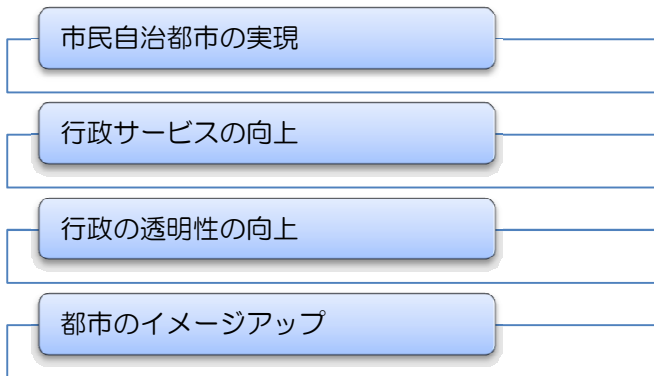 市民自治都市の実現
行政サービスの向上
行政の透明性の向上
都市のイメージアップ